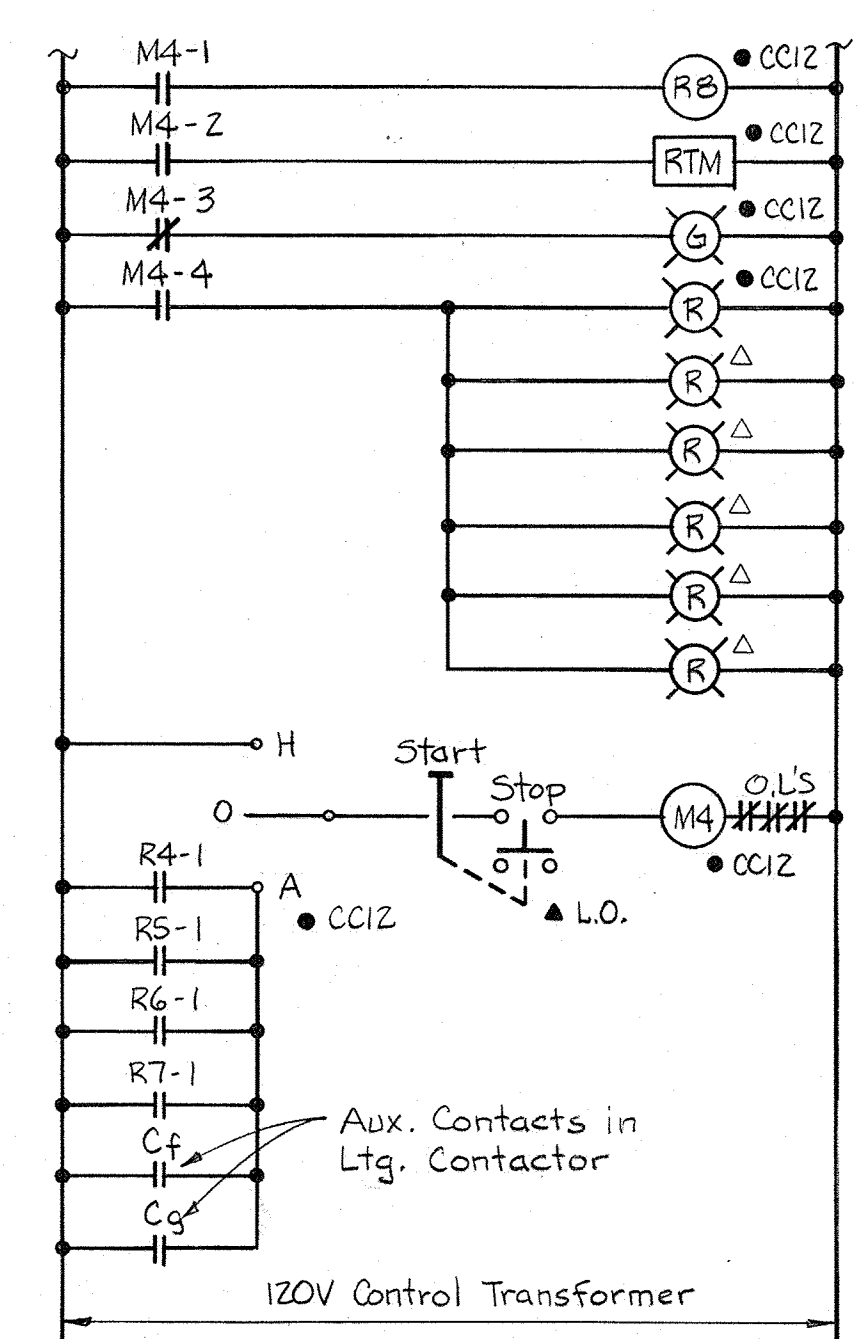 M4-1
R8 CC12
M4-2
RTM CC12
M4-3
G CC12
M4-4
R CC12
R
R
R
R
R
H
Start
Stop
O
M4 O.L'S
CC12
R4-1
A
L.O.
CC12
R5-1
R6-1
R7-1
Aux. Contacts in
Ltg. Contactor
Cf
Cg
120V Control Transformer